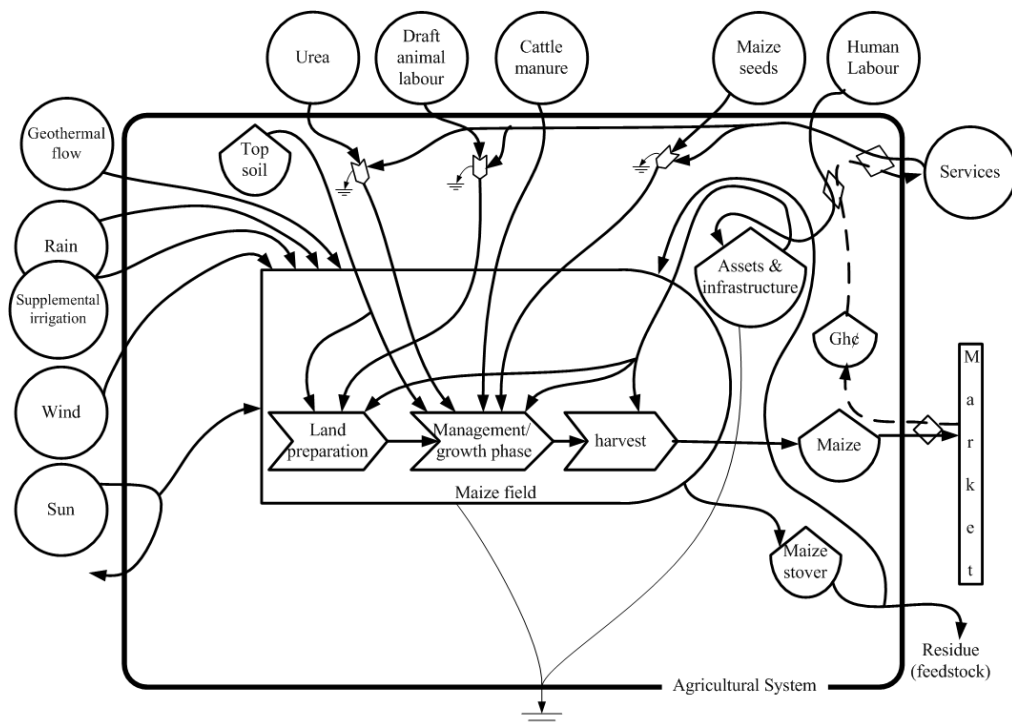 Urea
Draft
animal
labour
Cattle
manure
Maize
seeds
Human
Labour
Geothermal
flow
Top
soil
Services
Rain
Supplemental
irrigation
Assets &
infrastructure
Gh¢
Market
Wind
Land
preparation
Management/
growth phase
harvest
Maize
Maize field
Sun
Maize
stover
Residue
(feedstock)
Agricultural System